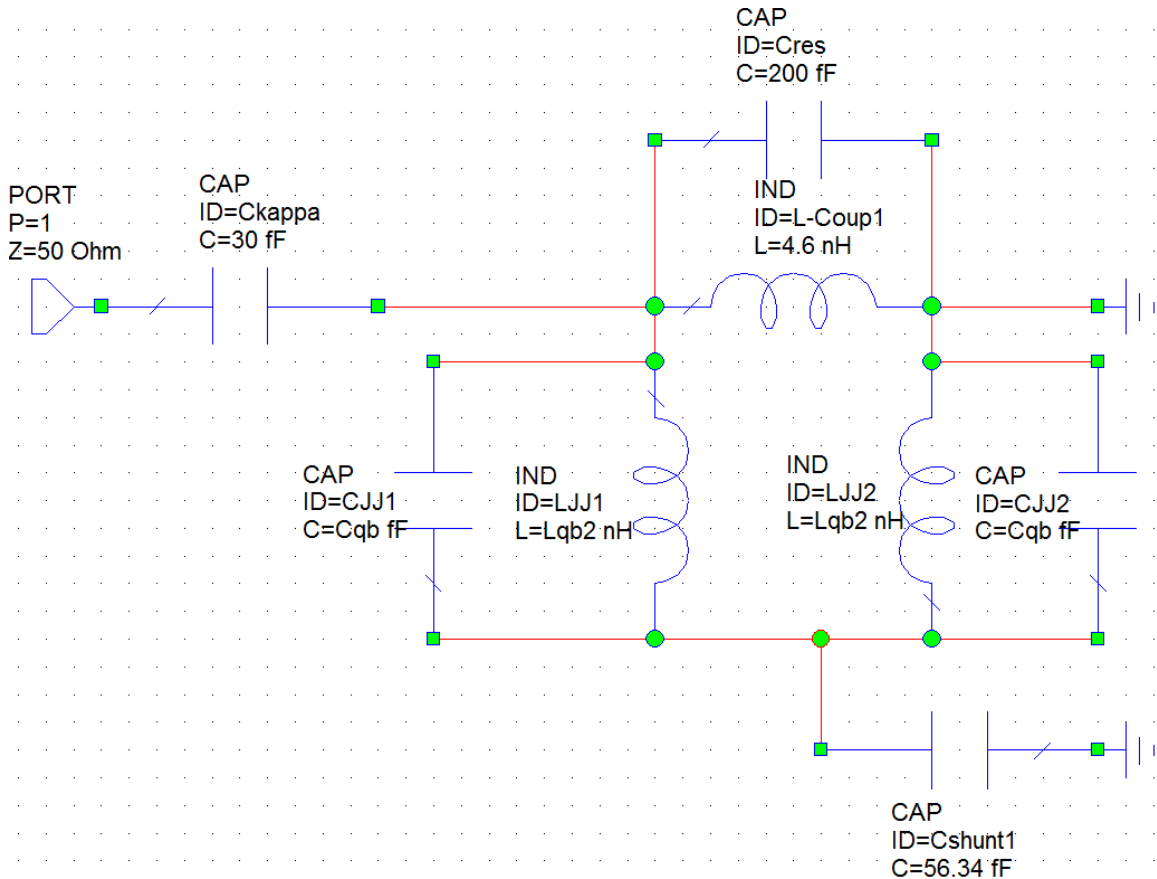 CAP
ID=Cres
C=200 fF
PORT
P=1
Z=50 Ohm
CAP
ID=Ckappa
C=30 fF
IND
ID=L-Coup1
L=4.6 nH
CAP
ID=CJJ1
C=Cqb fF
IND
ID=LJJ1
L=Lqb2 nH
IND
ID=LJJ2
L=Lqb2 nH
CAP
ID=CJJ2
C=Cqb fF
CAP
ID=Cshunt1
C=56.34 fF